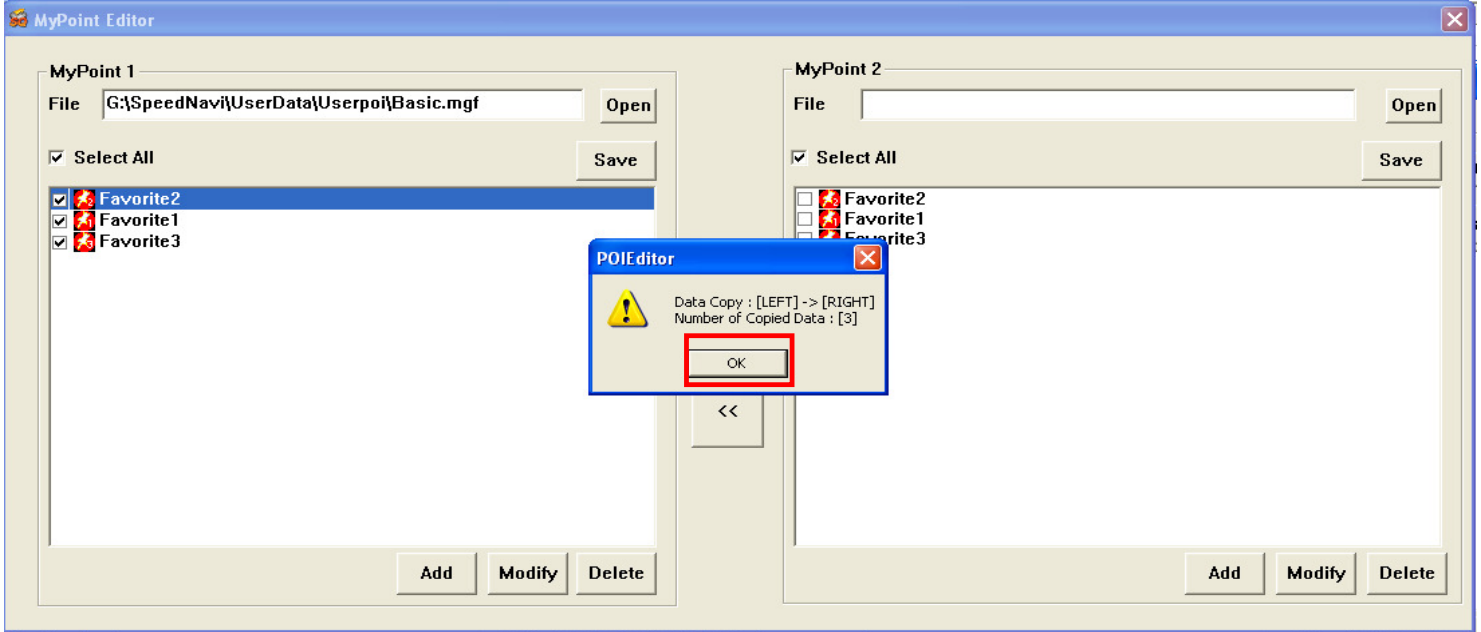 MyPoint Editor
MyPoint 1
File G:\SpeedNavi\UserData\Userpoi\Basic.mgf Open
Select All
Save
Favorite2
Favorite1
Favorite3
Add Modify Delete
POIEditor
Data Copy : [LEFT] -> [RIGHT]
Number of Copied Data : [3]
OK
<<
MyPoint 2
File Open
Select All
Save
Favorite2
Favorite1
Favorite3
Add Modify Delete